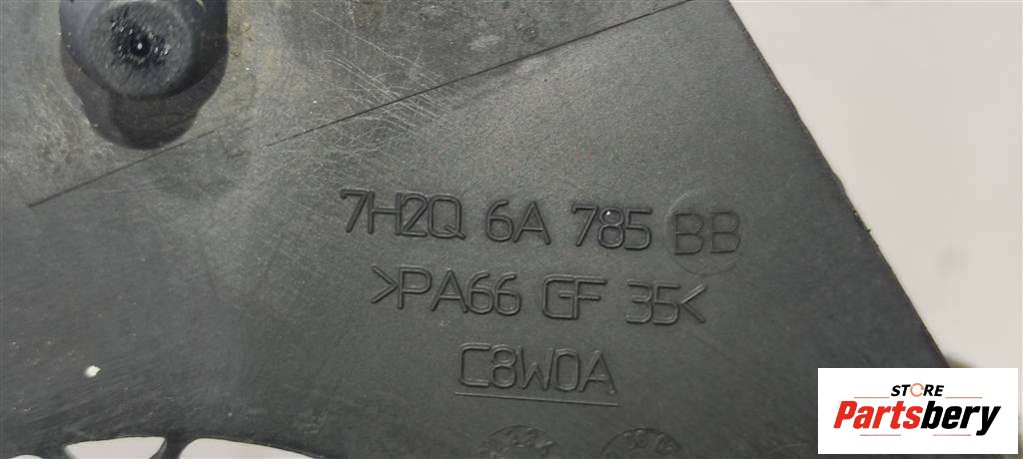 7H2Q 6A 785 BB
>PA66 GF 35<
C8W0A
STORE
Partsbery